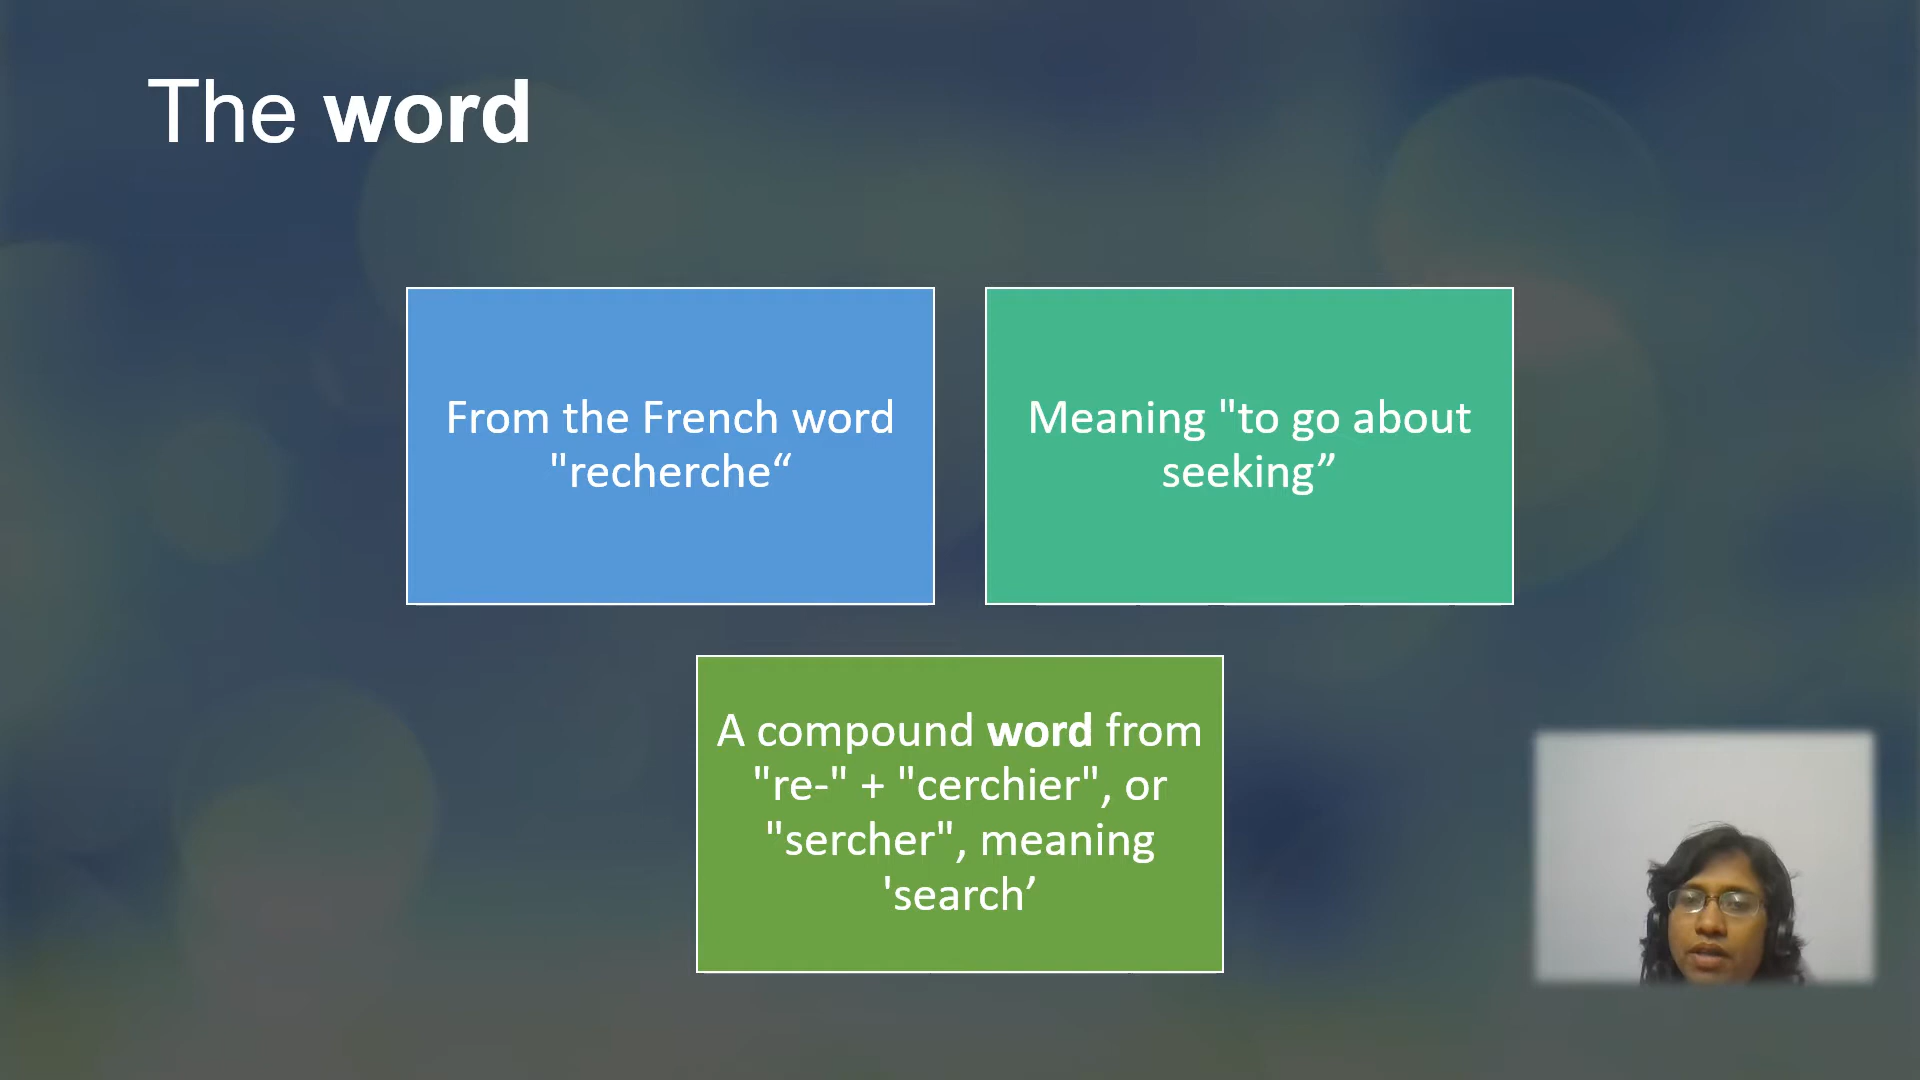 The word
From the French word
"recherche“
Meaning "to go about
seeking”
A compound word from
"re-" + "cerchier", or
"sercher", meaning
'search’